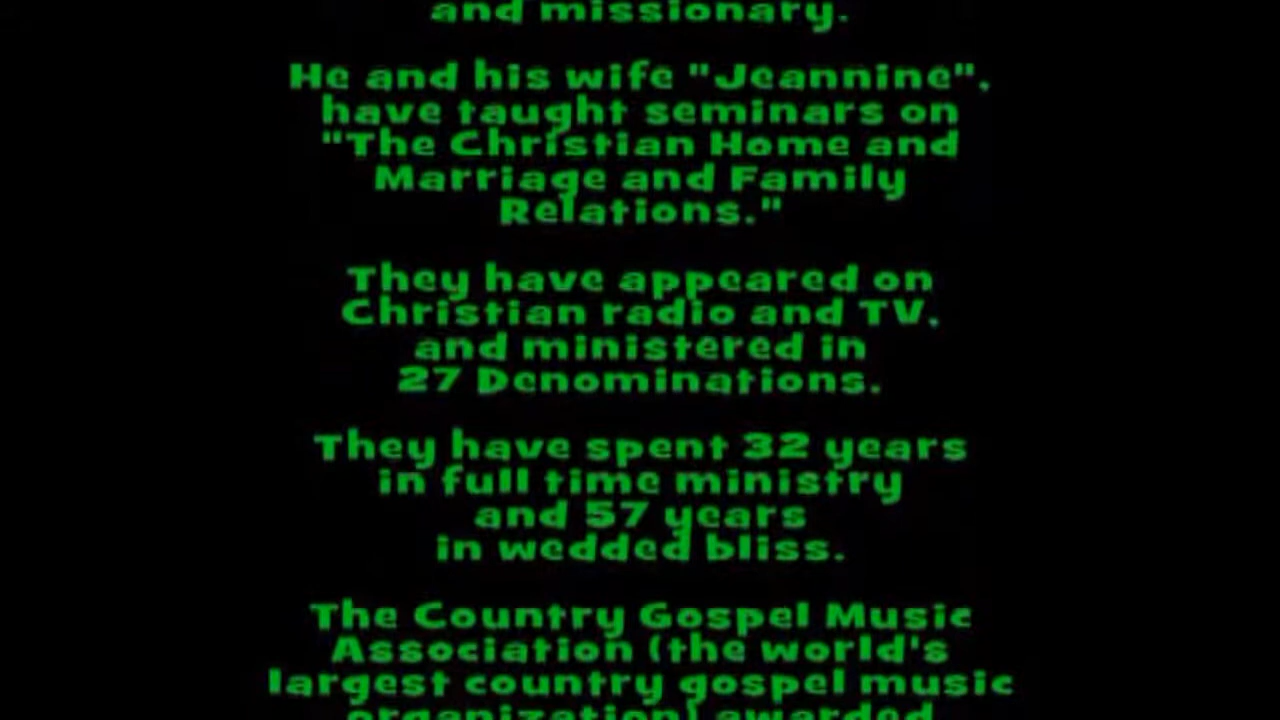 and missionary.
He and his wife "Jeannine",
have taught seminars on
"The Christian Home and
Marriage and Family
Relations."
They have appeared on
Christian radio and TV,
and ministered in
27 Denominations.
They have spent 32 years
in full time ministry
and 57 years
in wedded bliss.
The Country Gospel Music
Association (the world's
largest country gospel music
organization) awarded